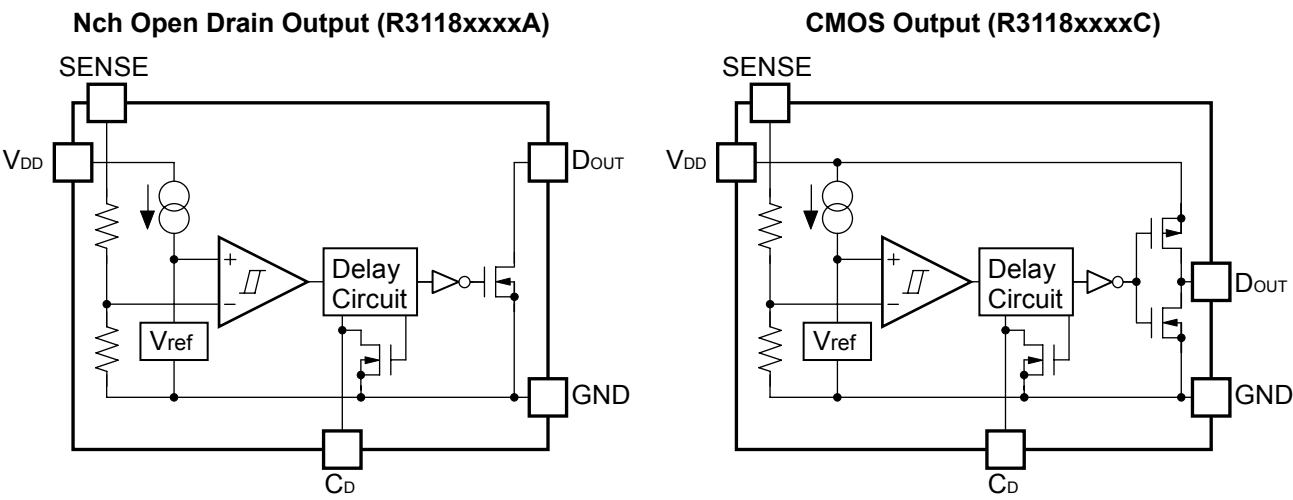 Nch Open Drain Output (R3118xxxxA)
SENSE
VDD
DOUT
+
−
Delay
Circuit
Vref
GND
CD
CMOS Output (R3118xxxxC)
SENSE
VDD
+
−
Delay
Circuit
DOUT
Vref
GND
CD